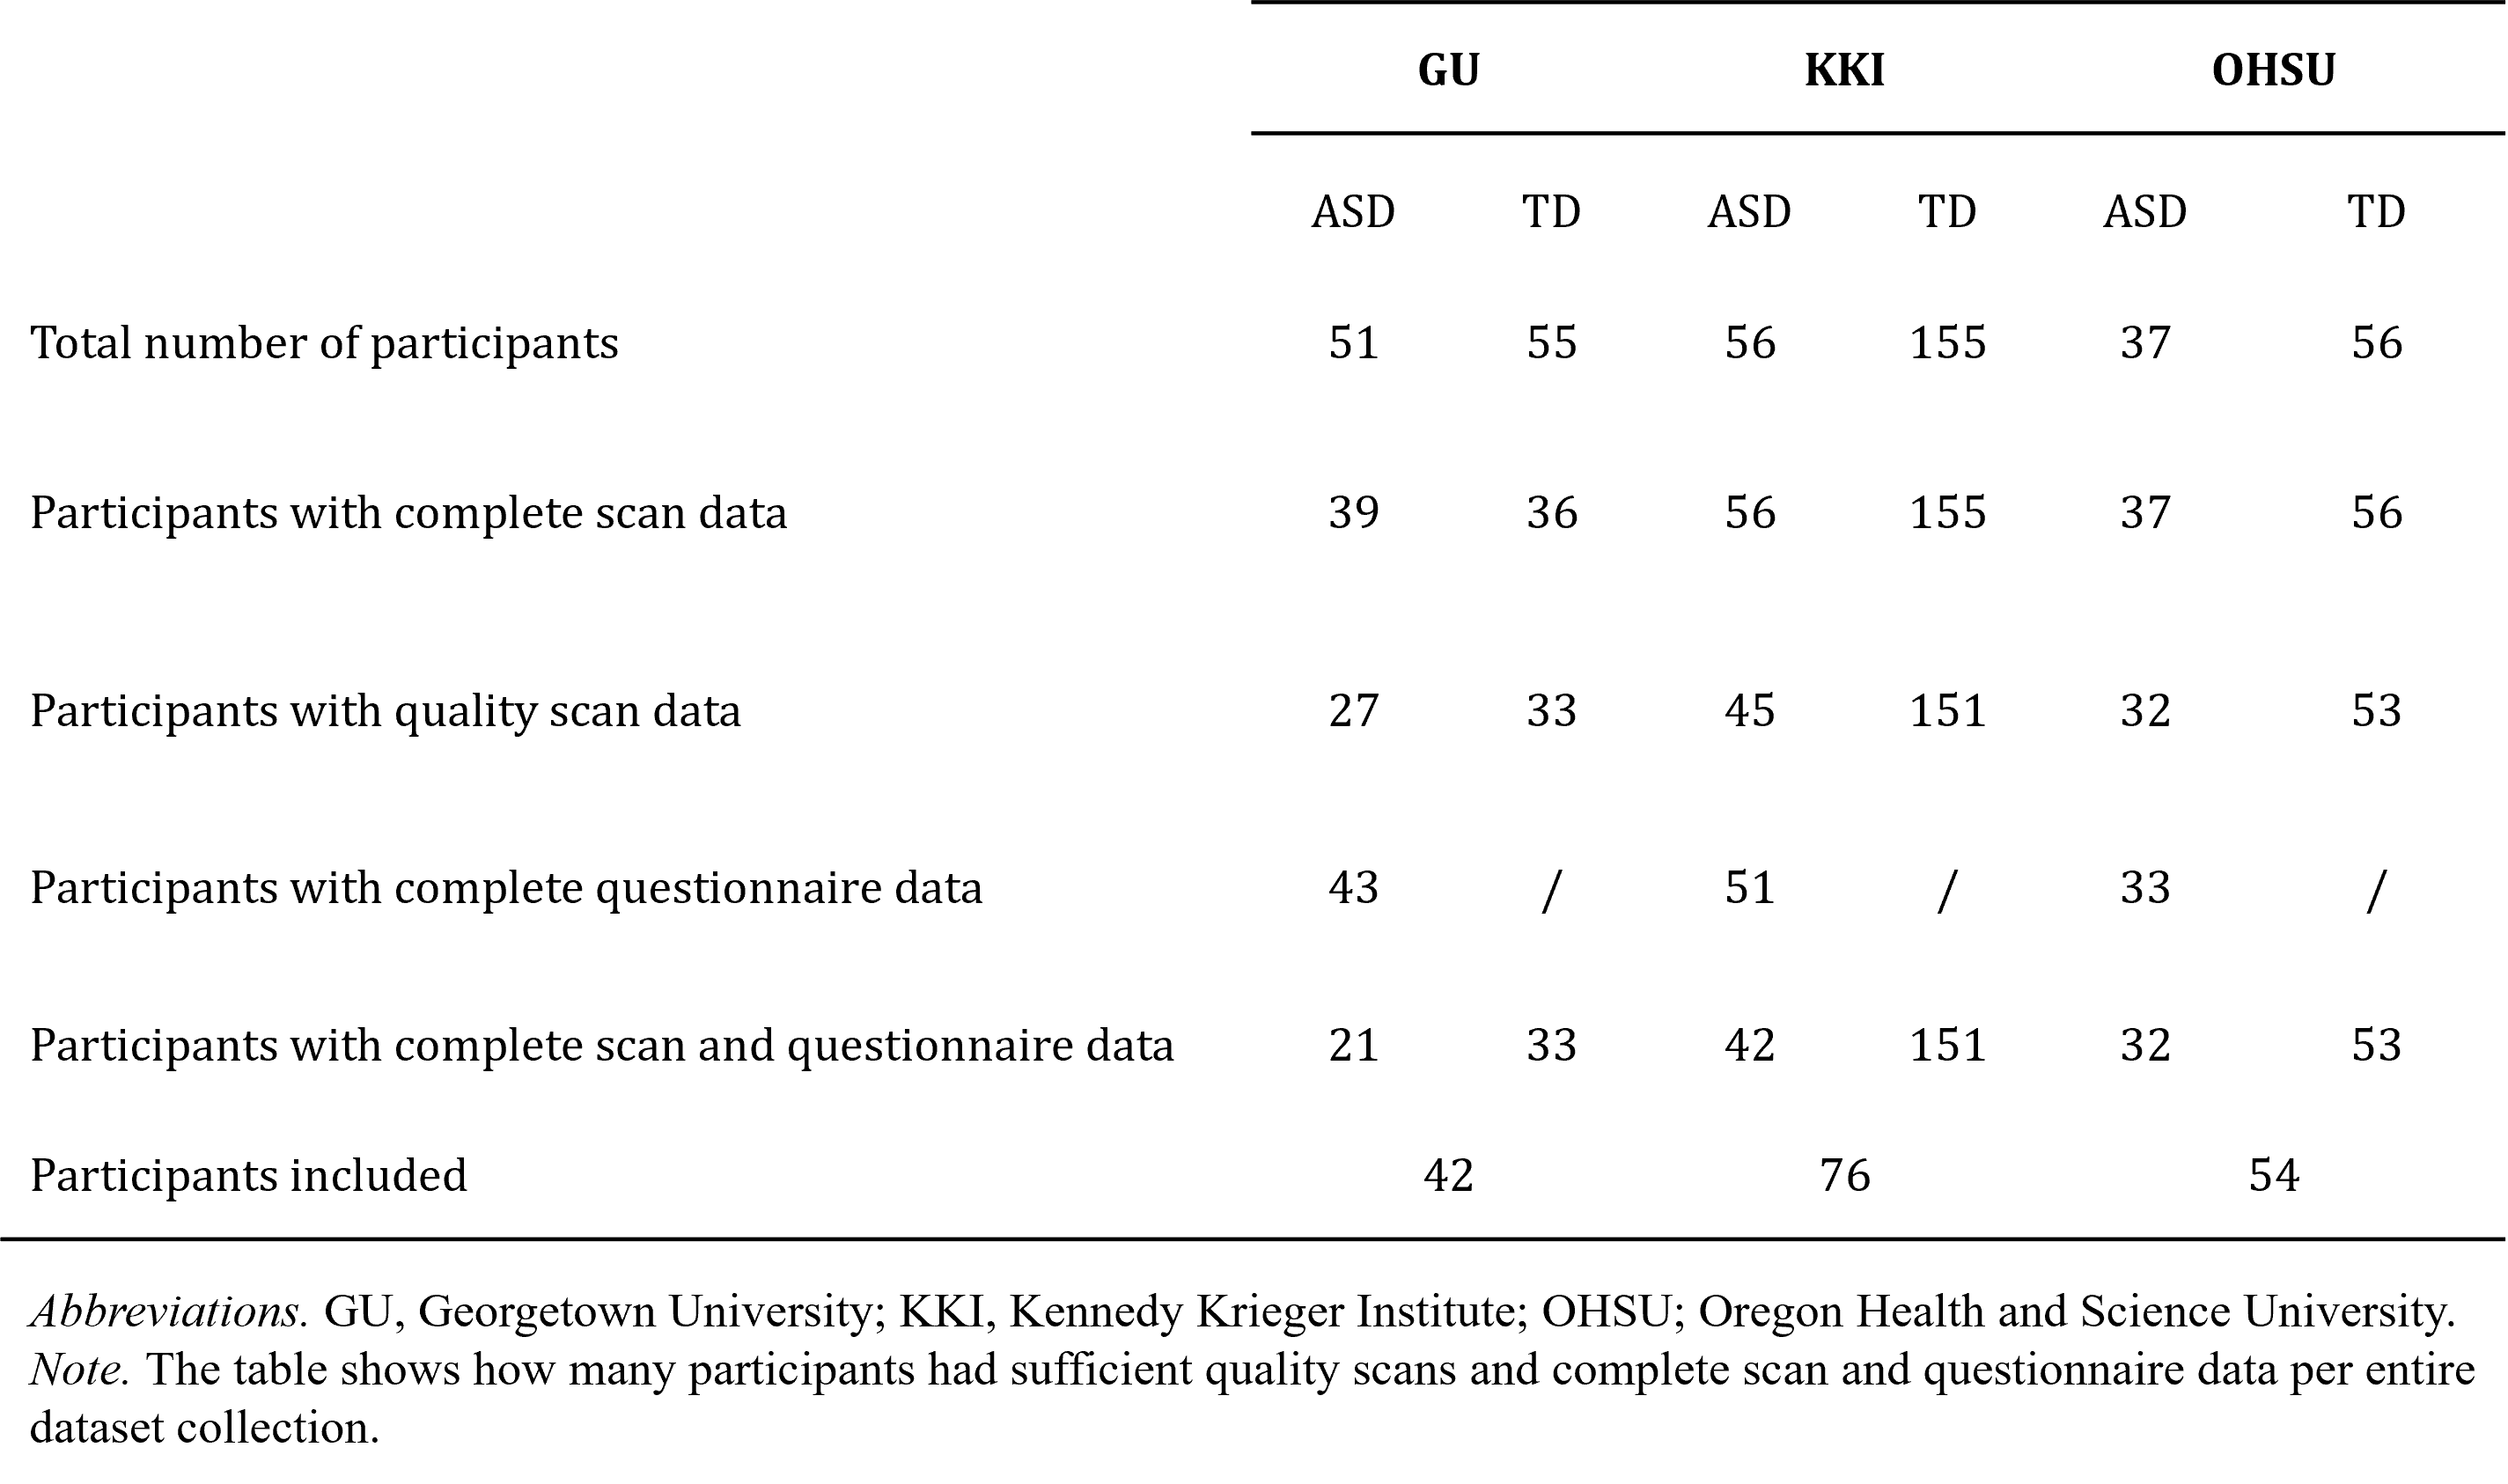 GU KKI OHSU
ASD TD ASD TD ASD TD
Total number of participants 51 55 56 155 37 56
Participants with complete scan data 39 36 56 155 37 56
Participants with quality scan data 27 33 45 151 32 53
Participants with complete questionnaire data 43 / 51 / 33 /
Participants with complete scan and questionnaire data 21 33 42 151 32 53
Participants included 42 76 54
Abbreviations. GU, Georgetown University; KKI, Kennedy Krieger Institute; OHSU; Oregon Health and Science University.
Note. The table shows how many participants had sufficient quality scans and complete scan and questionnaire data per entire
dataset collection.